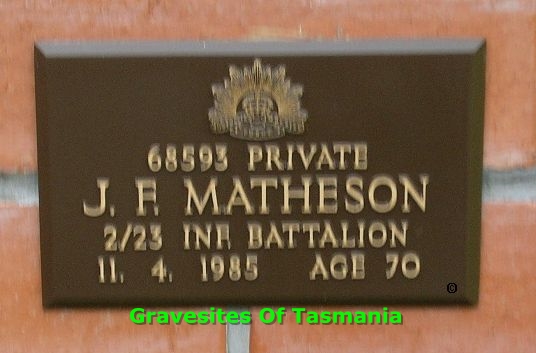 68593 PRIVATE
J. F. MATHESON
2/23 INF. BATTALION
11. 4. 1985 AGE 70
Gravesites Of Tasmania